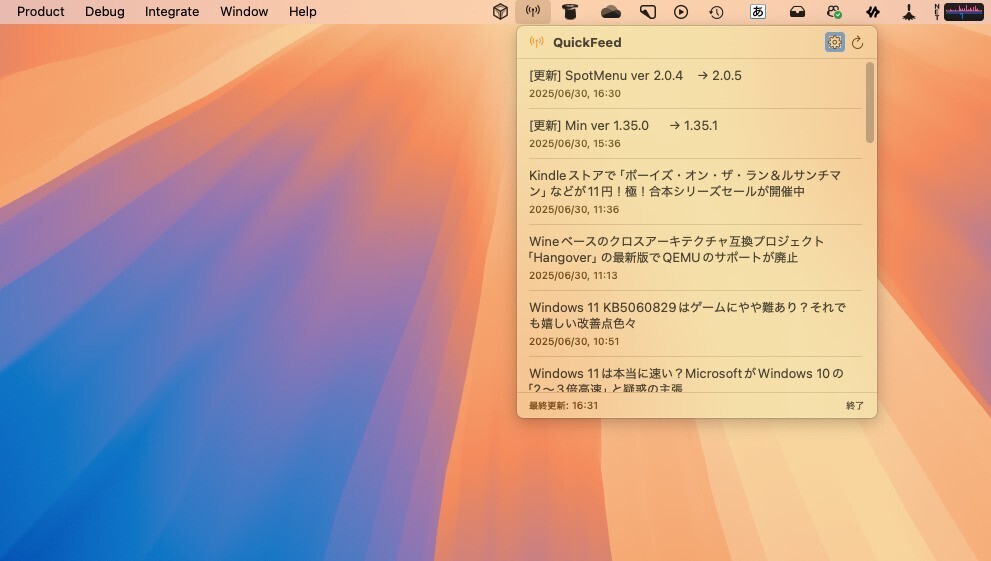 Product Debug Integrate Window Help あ NET
QuickFeed
[更新] SpotMenu ver 2.0.4 → 2.0.5
2025/06/30, 16:30
[更新] Min ver 1.35.0 → 1.35.1
2025/06/30, 15:36
Kindleストアで「ボーイズ・オン・ザ・ラン＆ルサンチマ
ン」などが11円！極！合本シリーズセールが開催中
2025/06/30, 11:36
Wineベースのクロスアーキテクチャ互換プロジェクト
「Hangover」の最新版でQEMUのサポートが廃止
2025/06/30, 11:13
Windows 11 KB5060829はゲームにやや難あり？それで
も嬉しい改善点色々
2025/06/30, 10:51
Windows 11は本当に速い？MicrosoftがWindows 10の
「2〜3倍高速」と疑惑の主張
最終更新: 16:31 終了